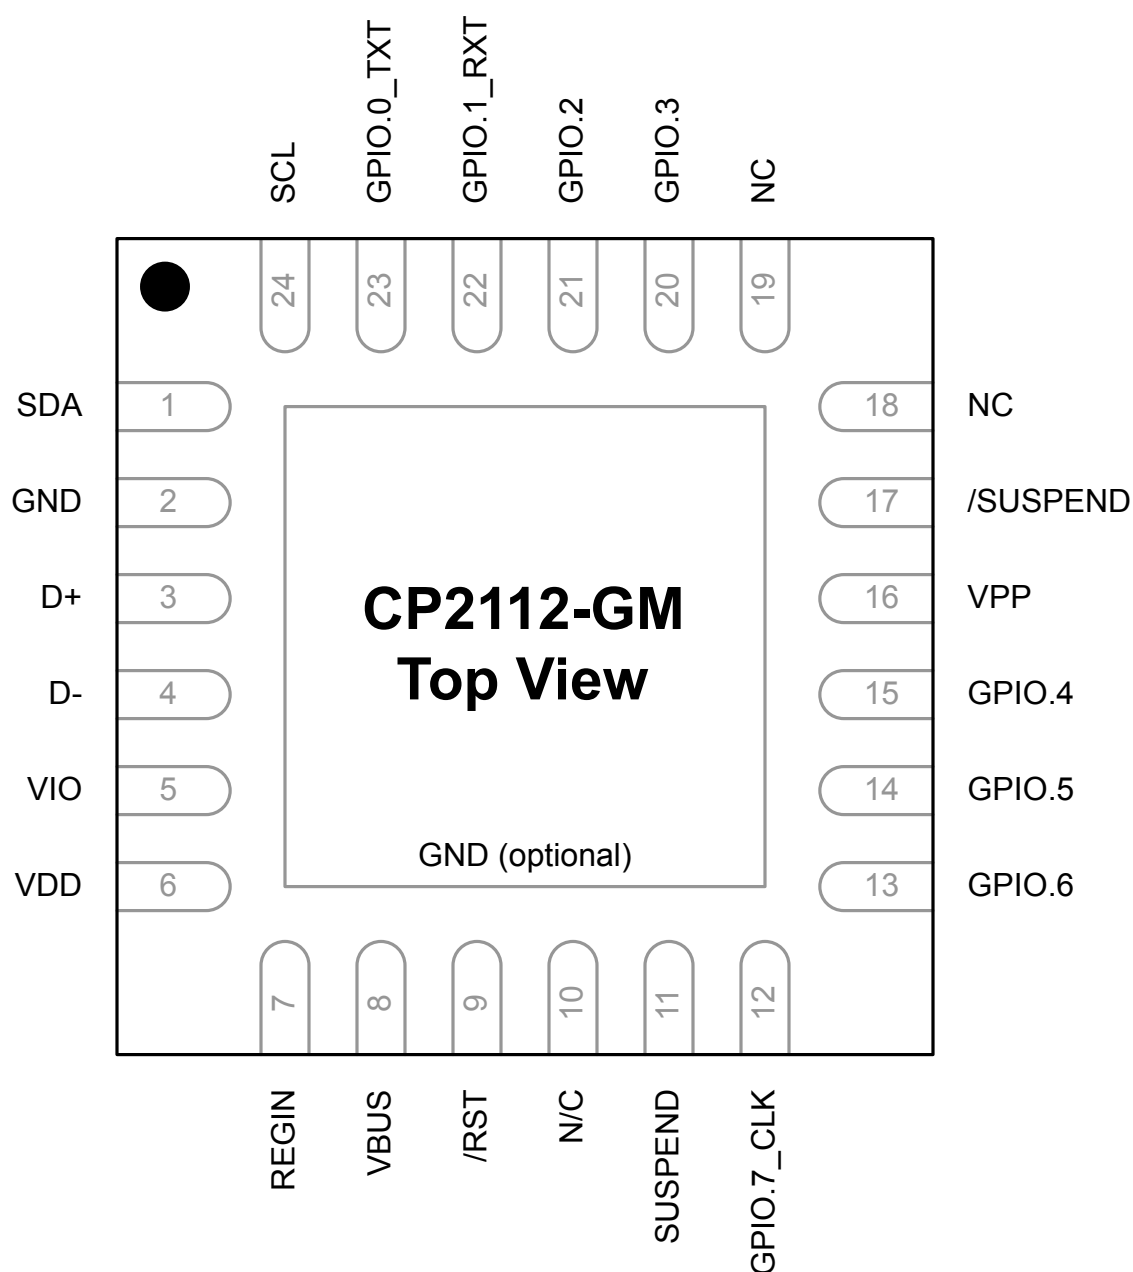 SCL
GPIO.0_TXT
GPIO.1_RXT
GPIO.2
GPIO.3
NC
24
23
22
21
20
19
SDA
1
GND
2
D+
3
D-
4
VIO
5
VDD
6
CP2112-GM
Top View
GND (optional)
18
NC
17
/SUSPEND
16
VPP
15
GPIO.4
14
GPIO.5
13
GPIO.6
7
8
9
10
11
12
REGIN
VBUS
/RST
N/C
SUSPEND
GPIO.7_CLK